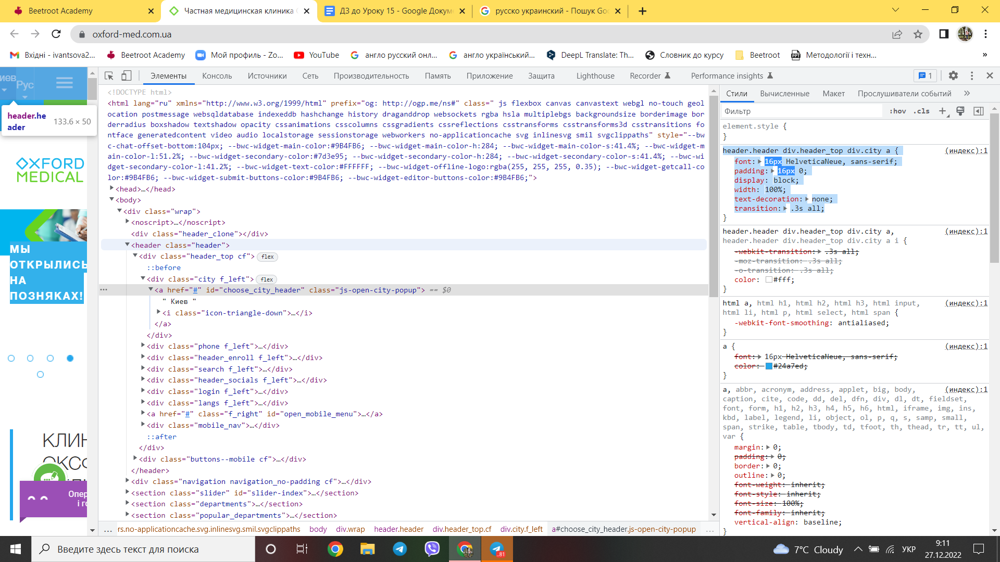 Beetroot Academy
Частная медицинская клиника
ДЗ до Уроку 15 - Google Докум
русско украинский - Пошук Goo
oxford-med.com.ua
Вхідні - ivantsova2...
Beetroot Academy
Мой профиль - Zo...
YouTube
англо русский онл...
англо український...
DeepL Translate: Th...
Словник до курсу
Beetroot
Методології і техн...
»
иев
Рус
header.he
ader
133.6 × 50
OXFORD
MEDICAL
МЫ
ОТКРЫЛИСЬ
НА
ПОЗНЯКАХ!
КЛИН
ОКСФ
Опер
і го
Элементы
Консоль
Источники
Сеть
Производительность
Память
Приложение
Защита
Lighthouse
Recorder
Performance insights
1
<!DOCTYPE html>
<html lang="ru" xmlns="http://www.w3.org/1999/html" prefix="og: http://ogp.me/ns#" class=" js flexbox canvas canvastext webgl no-touch geol
ocation postmessage websqldatabase indexeddb hashchange history draganddrop websockets rgba hsla multiplebgs backgroundsize borderimage bor
derradius boxshadow textshadow opacity cssanimations csscolumns cssgradients cssreflections csstransforms csstransforms3d csstransitions fo
ntface generatedcontent video audio localstorage sessionstorage webworkers no-applicationcache svg inlinesvg smil svgclippaths" style="--bw
c-chat-offset-bottom:104px; --bwc-widget-main-color:#9B4FB6; --bwc-widget-main-color-h:284; --bwc-widget-main-color-s:41.4%; --bwc-widget-m
ain-color-l:51.2%; --bwc-widget-secondary-color:#7d3e95; --bwc-widget-secondary-color-h:284; --bwc-widget-secondary-color-s:41.4%; --bwc-wi
dget-secondary-color-l:41.2%; --bwc-widget-text-color:#FFFFFF; --bwc-widget-offline-logo:rgba(255, 255, 255, 0.35); --bwc-widget-getcall-co
lor:#9B4FB6; --bwc-widget-submit-buttons-color:#9B4FB6; --bwc-widget-editor-buttons-color:#9B4FB6;">
<head>…</head>
<body>
<div class="wrap">
<noscript>…</noscript>
<div class="header_clone"></div>
<header class="header">
<div class="header_top cf"> flex
::before
<div class="city f_left"> flex
<a href="#" id="choose_city_header" class="js-open-city-popup"> == $0
" Киев "
<i class="icon-triangle-down">…</i>
</a>
</div>
<div class="phone f_left">…</div>
<div class="header_enroll f_left">…</div>
<div class="search f_left">…</div>
<div class="header_socials f_left">…</div>
<div class="login f_left">…</div>
<div class="langs f_left">…</div>
<a href="#" class="f_right" id="open_mobile_menu">…</a>
<div class="mobile_nav">…</div>
::after
</div>
<div class="buttons--mobile cf">…</div>
</header>
<div class="navigation navigation_no-padding cf">…</div>
<section class="slider" id="slider-index">…</section>
<section class="departments">…</section>
<section class="popular_departments">…</section>
... rs.no-applicationcache.svg.inlinesvg.smil.svgclippaths body div.wrap header.header div.header_top.cf div.city.f_left a#choose_city_header.js-open-city-popup ...
Стили
Вычисленные
Макет
Прослушиватели событий
»
Фильтр
:hov .cls
element.style {
}
header.header div.header_top div.city a { (индекс):1
font: 16px HelveticaNeue, sans-serif;
padding: 16px 0;
display: block;
width: 100%;
text-decoration: none;
transition: .3s all;
}
header.header div.header_top div.city a, (индекс):1
header.header div.header_top div.city a i {
-webkit-transition: .3s all;
-moz-transition: .3s all;
-o-transition: .3s all;
color: #fff;
}
html a, html h1, html h2, html h3, html input, (индекс):1
html li, html p, html select, html span {
-webkit-font-smoothing: antialiased;
}
a { (индекс):1
font: 16px HelveticaNeue, sans-serif;
color: #24a7ed;
}
a, abbr, acronym, address, applet, big, body, (индекс):1
caption, cite, code, dd, del, dfn, div, dl, dt, fieldset,
font, form, h1, h2, h3, h4, h5, h6, html, iframe, img, ins,
kbd, label, legend, li, object, ol, p, q, s, samp, small,
span, strike, table, tbody, td, tfoot, th, thead, tr, tt, ul,
var {
margin: 0;
padding: 0;
border: 0;
outline: 0;
font-weight: inherit;
font-style: inherit;
font-size: 100%;
font-family: inherit;
vertical-align: baseline;
}
Введите здесь текст для поиска
..81
7°C Cloudy
УКР
9:11
27.12.2022